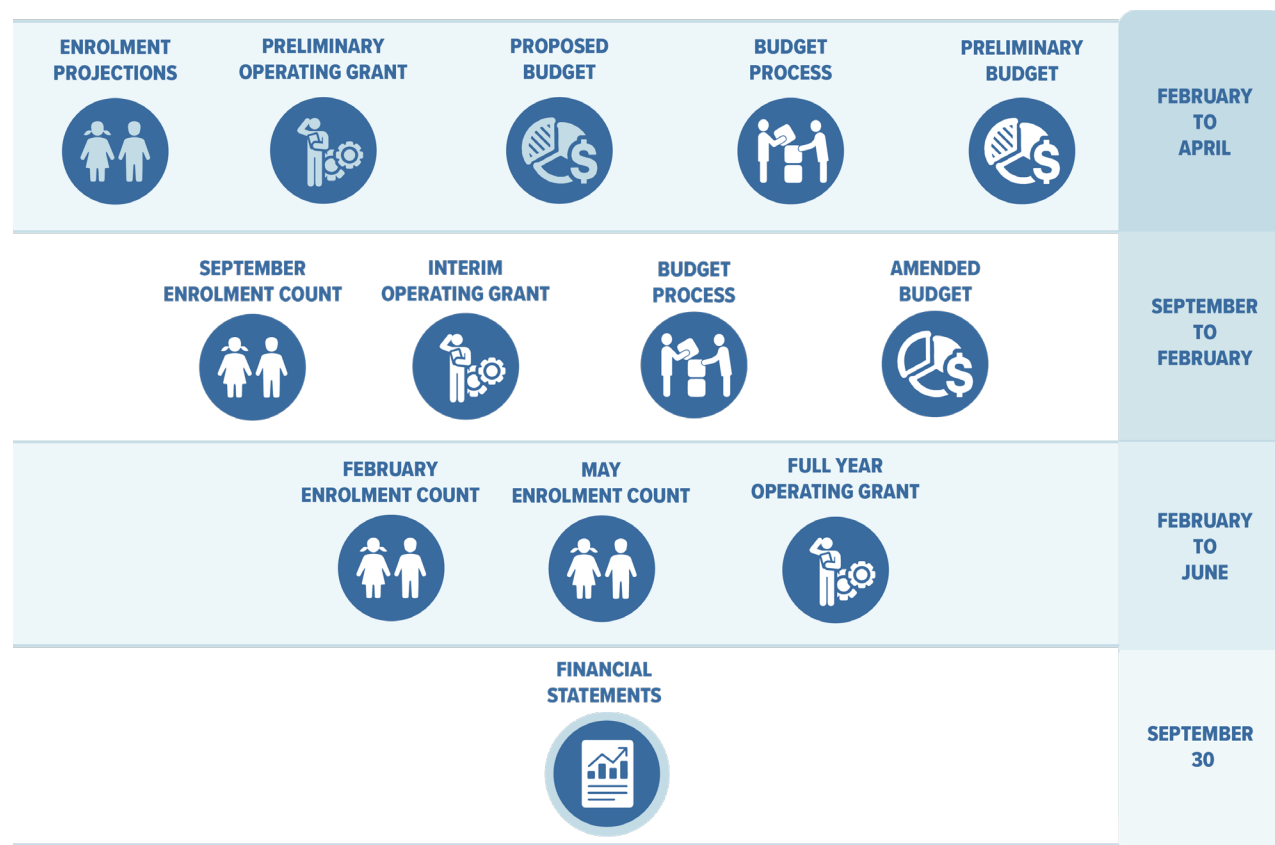 ENROLMENT
PROJECTIONS
PRELIMINARY
OPERATING GRANT
PROPOSED
BUDGET
BUDGET
PROCESS
PRELIMINARY
BUDGET
FEBRUARY
TO
APRIL
SEPTEMBER
ENROLMENT COUNT
INTERIM
OPERATING GRANT
BUDGET
PROCESS
AMENDED
BUDGET
SEPTEMBER
TO
FEBRUARY
FEBRUARY
ENROLMENT COUNT
MAY
ENROLMENT COUNT
FULL YEAR
OPERATING GRANT
FEBRUARY
TO
JUNE
FINANCIAL
STATEMENTS
SEPTEMBER
30